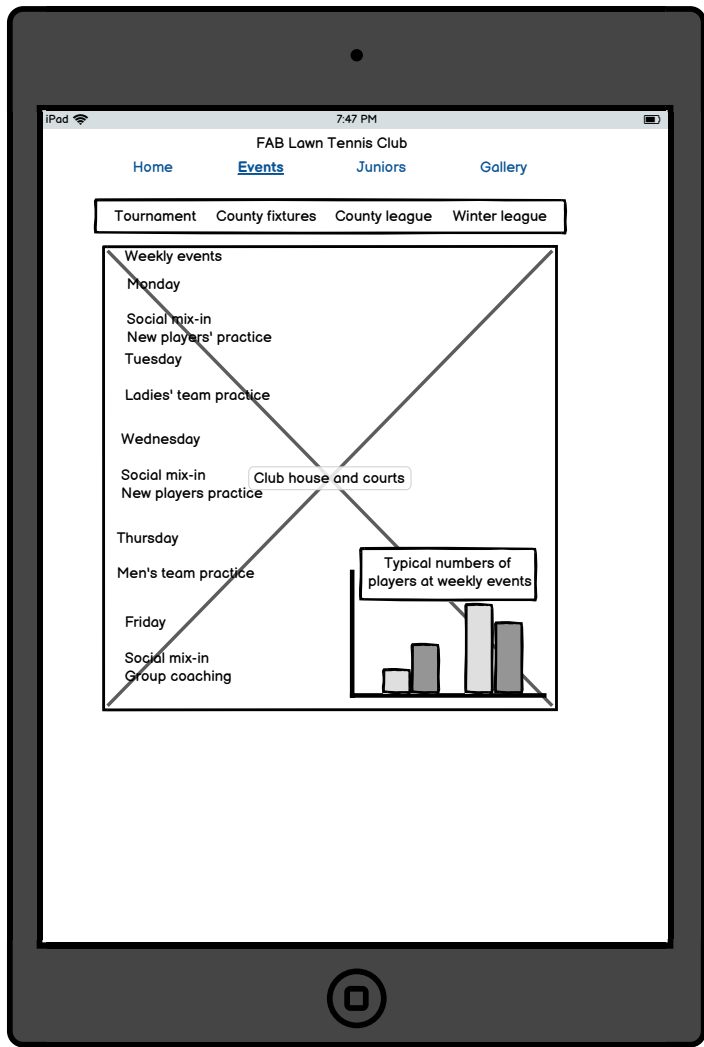 iPad 7:47 PM
FAB Lawn Tennis Club
Home Events Juniors Gallery
Tournament County fixtures County league Winter league
Weekly events
Monday
Social mix-in
New players' practice
Tuesday
Ladies' team practice
Wednesday
Social mix-in
New players practice
Club house and courts
Thursday
Men's team practice
Friday
Social mix-in
Group coaching
Typical numbers of
players at weekly events